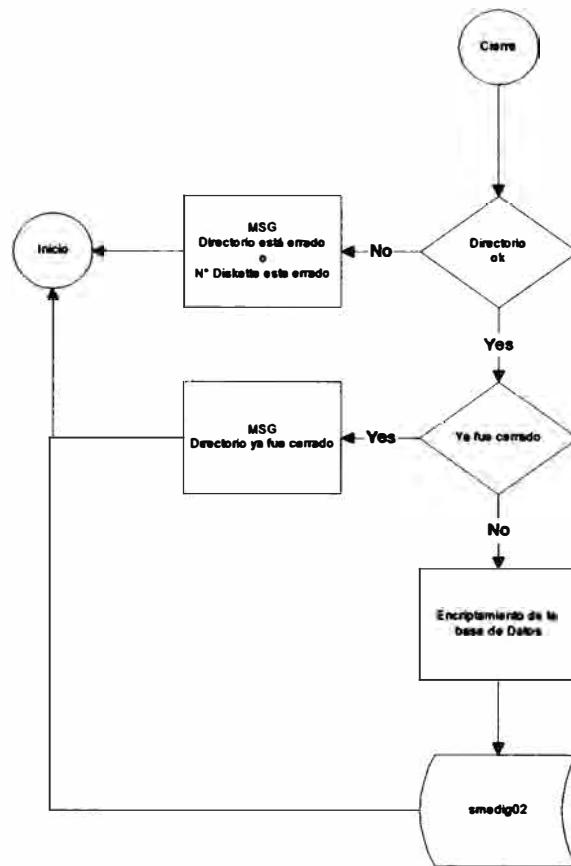 Cierre
MSG
Directorio está errado
o
N° Diskette esta errado
Inicio
No
Directorio
ok
Yes
MSG
Directorio ya fue cerrado
Yes
Ya fue cerrado
No
Encriptamiento de la
base de Datos
smedig02